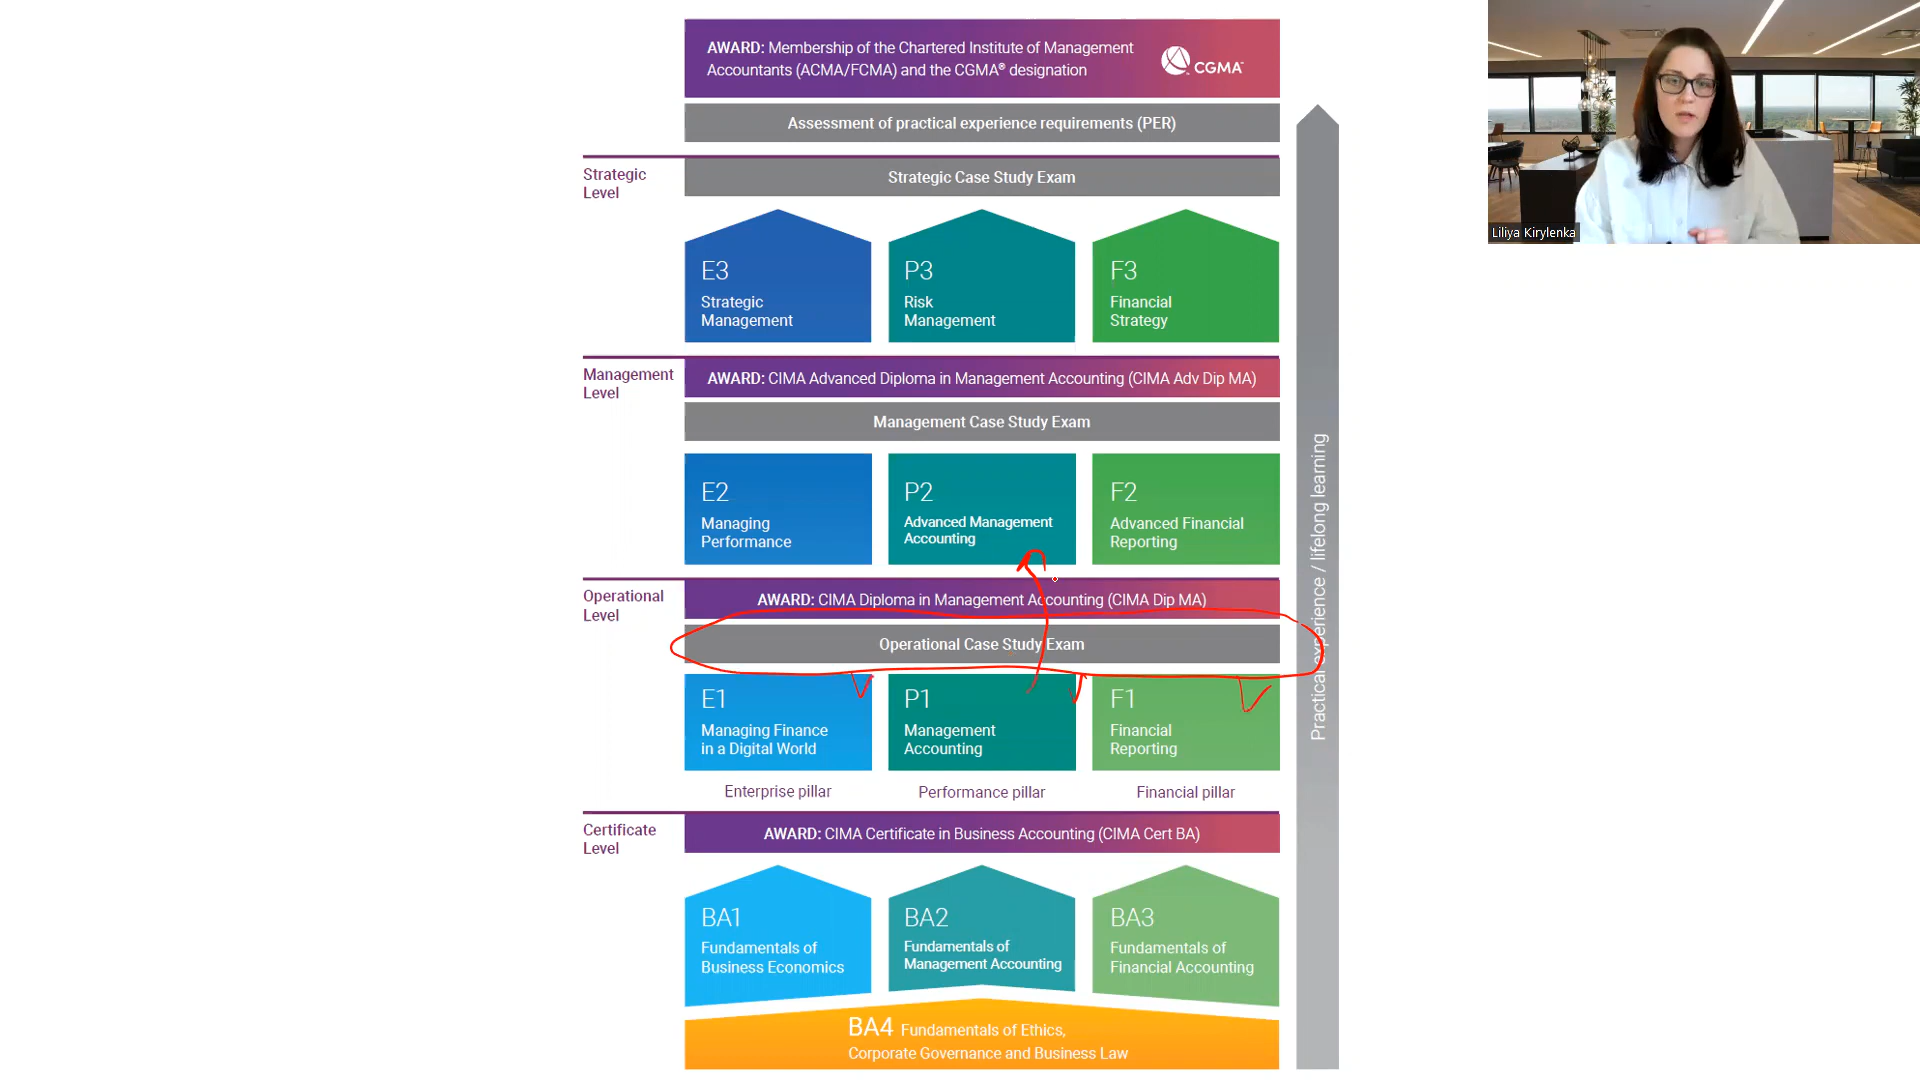 AWARD: Membership of the Chartered Institute of Management
Accountants (ACMA/FCMA) and the CGMA® designation
CGMA
Assessment of practical experience requirements (PER)
Strategic
Level
Strategic Case Study Exam
E3
Strategic
Management
P3
Risk
Management
F3
Financial
Strategy
Management
Level
AWARD: CIMA Advanced Diploma in Management Accounting (CIMA Adv Dip MA)
Management Case Study Exam
E2
Managing
Performance
P2
Advanced Management
Accounting
F2
Advanced Financial
Reporting
Operational
Level
AWARD: CIMA Diploma in Management Accounting (CIMA Dip MA)
Operational Case Study Exam
E1
Managing Finance
in a Digital World
P1
Management
Accounting
F1
Financial
Reporting
Enterprise pillar
Performance pillar
Financial pillar
Certificate
Level
AWARD: CIMA Certificate in Business Accounting (CIMA Cert BA)
BA1
Fundamentals of
Business Economics
BA2
Fundamentals of
Management Accounting
BA3
Fundamentals of
Financial Accounting
BA4 Fundamentals of Ethics,
Corporate Governance and Business Law
Practical experience / lifelong learning
Liliya Kirylenka